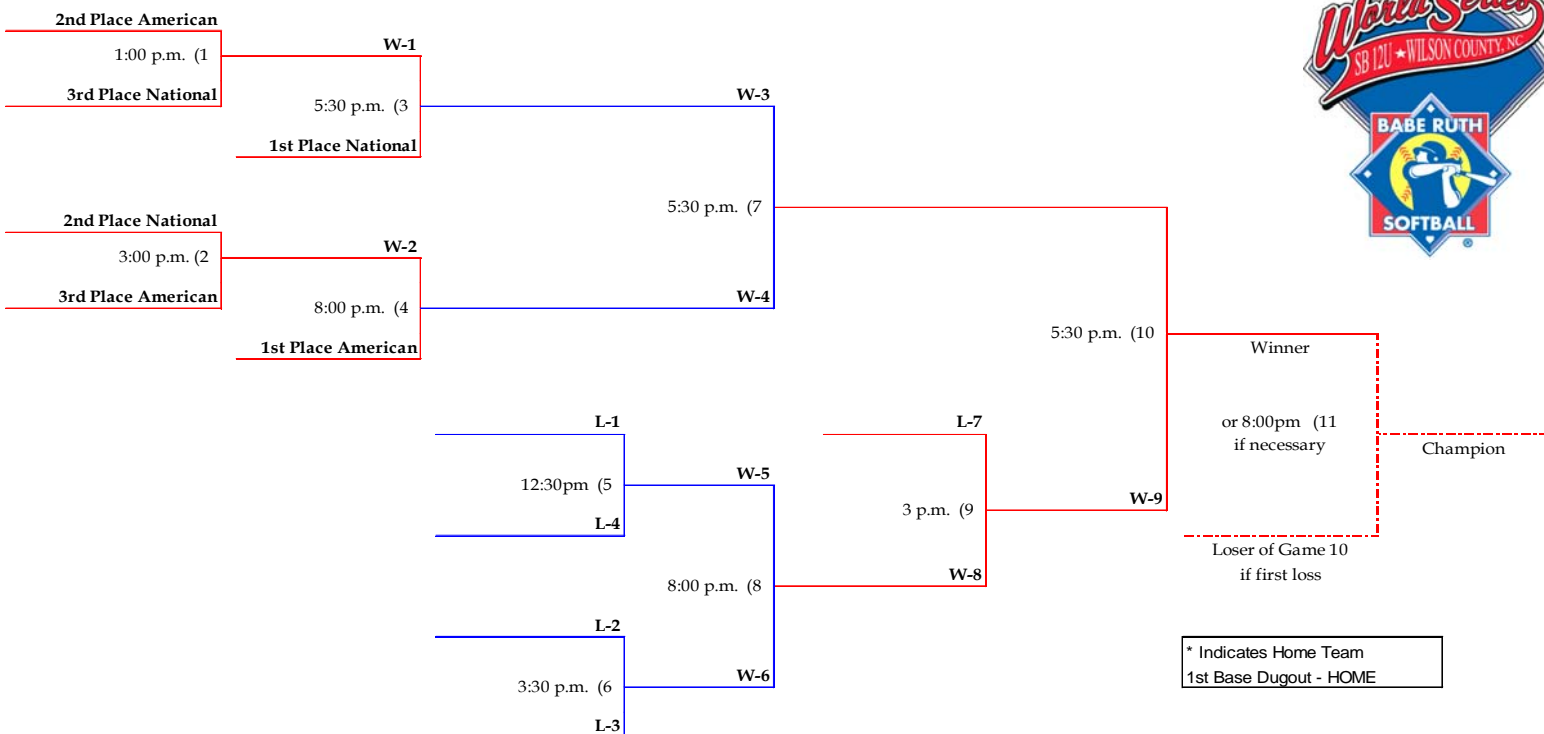 2nd Place American
1:00 p.m. (1
3rd Place National
W-1
5:30 p.m. (3
1st Place National
W-3
2nd Place National
3:00 p.m. (2
3rd Place American
W-2
8:00 p.m. (4
1st Place American
5:30 p.m. (7
W-4
5:30 p.m. (10
Winner
L-1
12:30pm (5
L-4
W-5
8:00 p.m. (8
L-2
3:30 p.m. (6
L-3
W-6
L-7
3 p.m. (9
W-8
W-9
or 8:00pm (11
if necessary
Champion
Loser of Game 10
if first loss
* Indicates Home Team
1st Base Dugout - HOME
World Series
SB 12U ★ WILSON COUNTY, NC
BABE RUTH
SOFTBALL
®